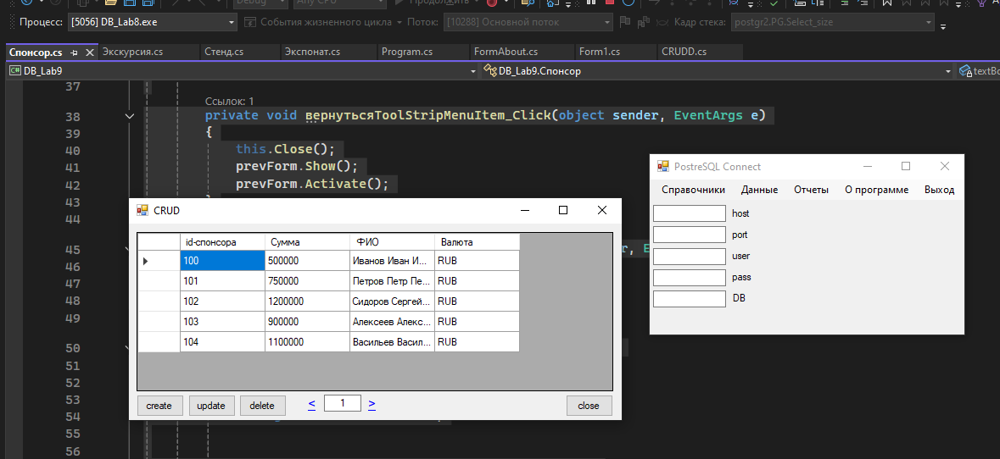 Debug Any CPU Продолжить
Процесс: [5056] DB_Lab8.exe События жизненного цикла Поток: [10288] Основной поток Кадр стека: postgr2.PG.Select_size
Спонсор.cs Экскурсия.cs Стенд.cs Экспонат.cs Program.cs FormAbout.cs Form1.cs CRUDD.cs
C# DB_Lab9 DB_Lab9.Спонсор
37
Ссылок: 1
38 private void вернутьсяToolStripMenuItem_Click(object sender, EventArgs e)
39 {
40 this.Close();
41 prevForm.Show();
42 prevForm.Activate();
43
44
45
46
47
48
49
50
51
52
53
54
55
56
CRUD
id-спонсора Сумма ФИО Валюта
100 500000 Иванов Иван И... RUB
101 750000 Петров Петр Пе... RUB
102 1200000 Сидоров Сергей... RUB
103 900000 Алексеев Алекс... RUB
104 1100000 Васильев Васил... RUB
create update delete < 1 > close
PostreSQL Connect
Справочники Данные Отчеты О программе Выход
host
port
user
pass
DB